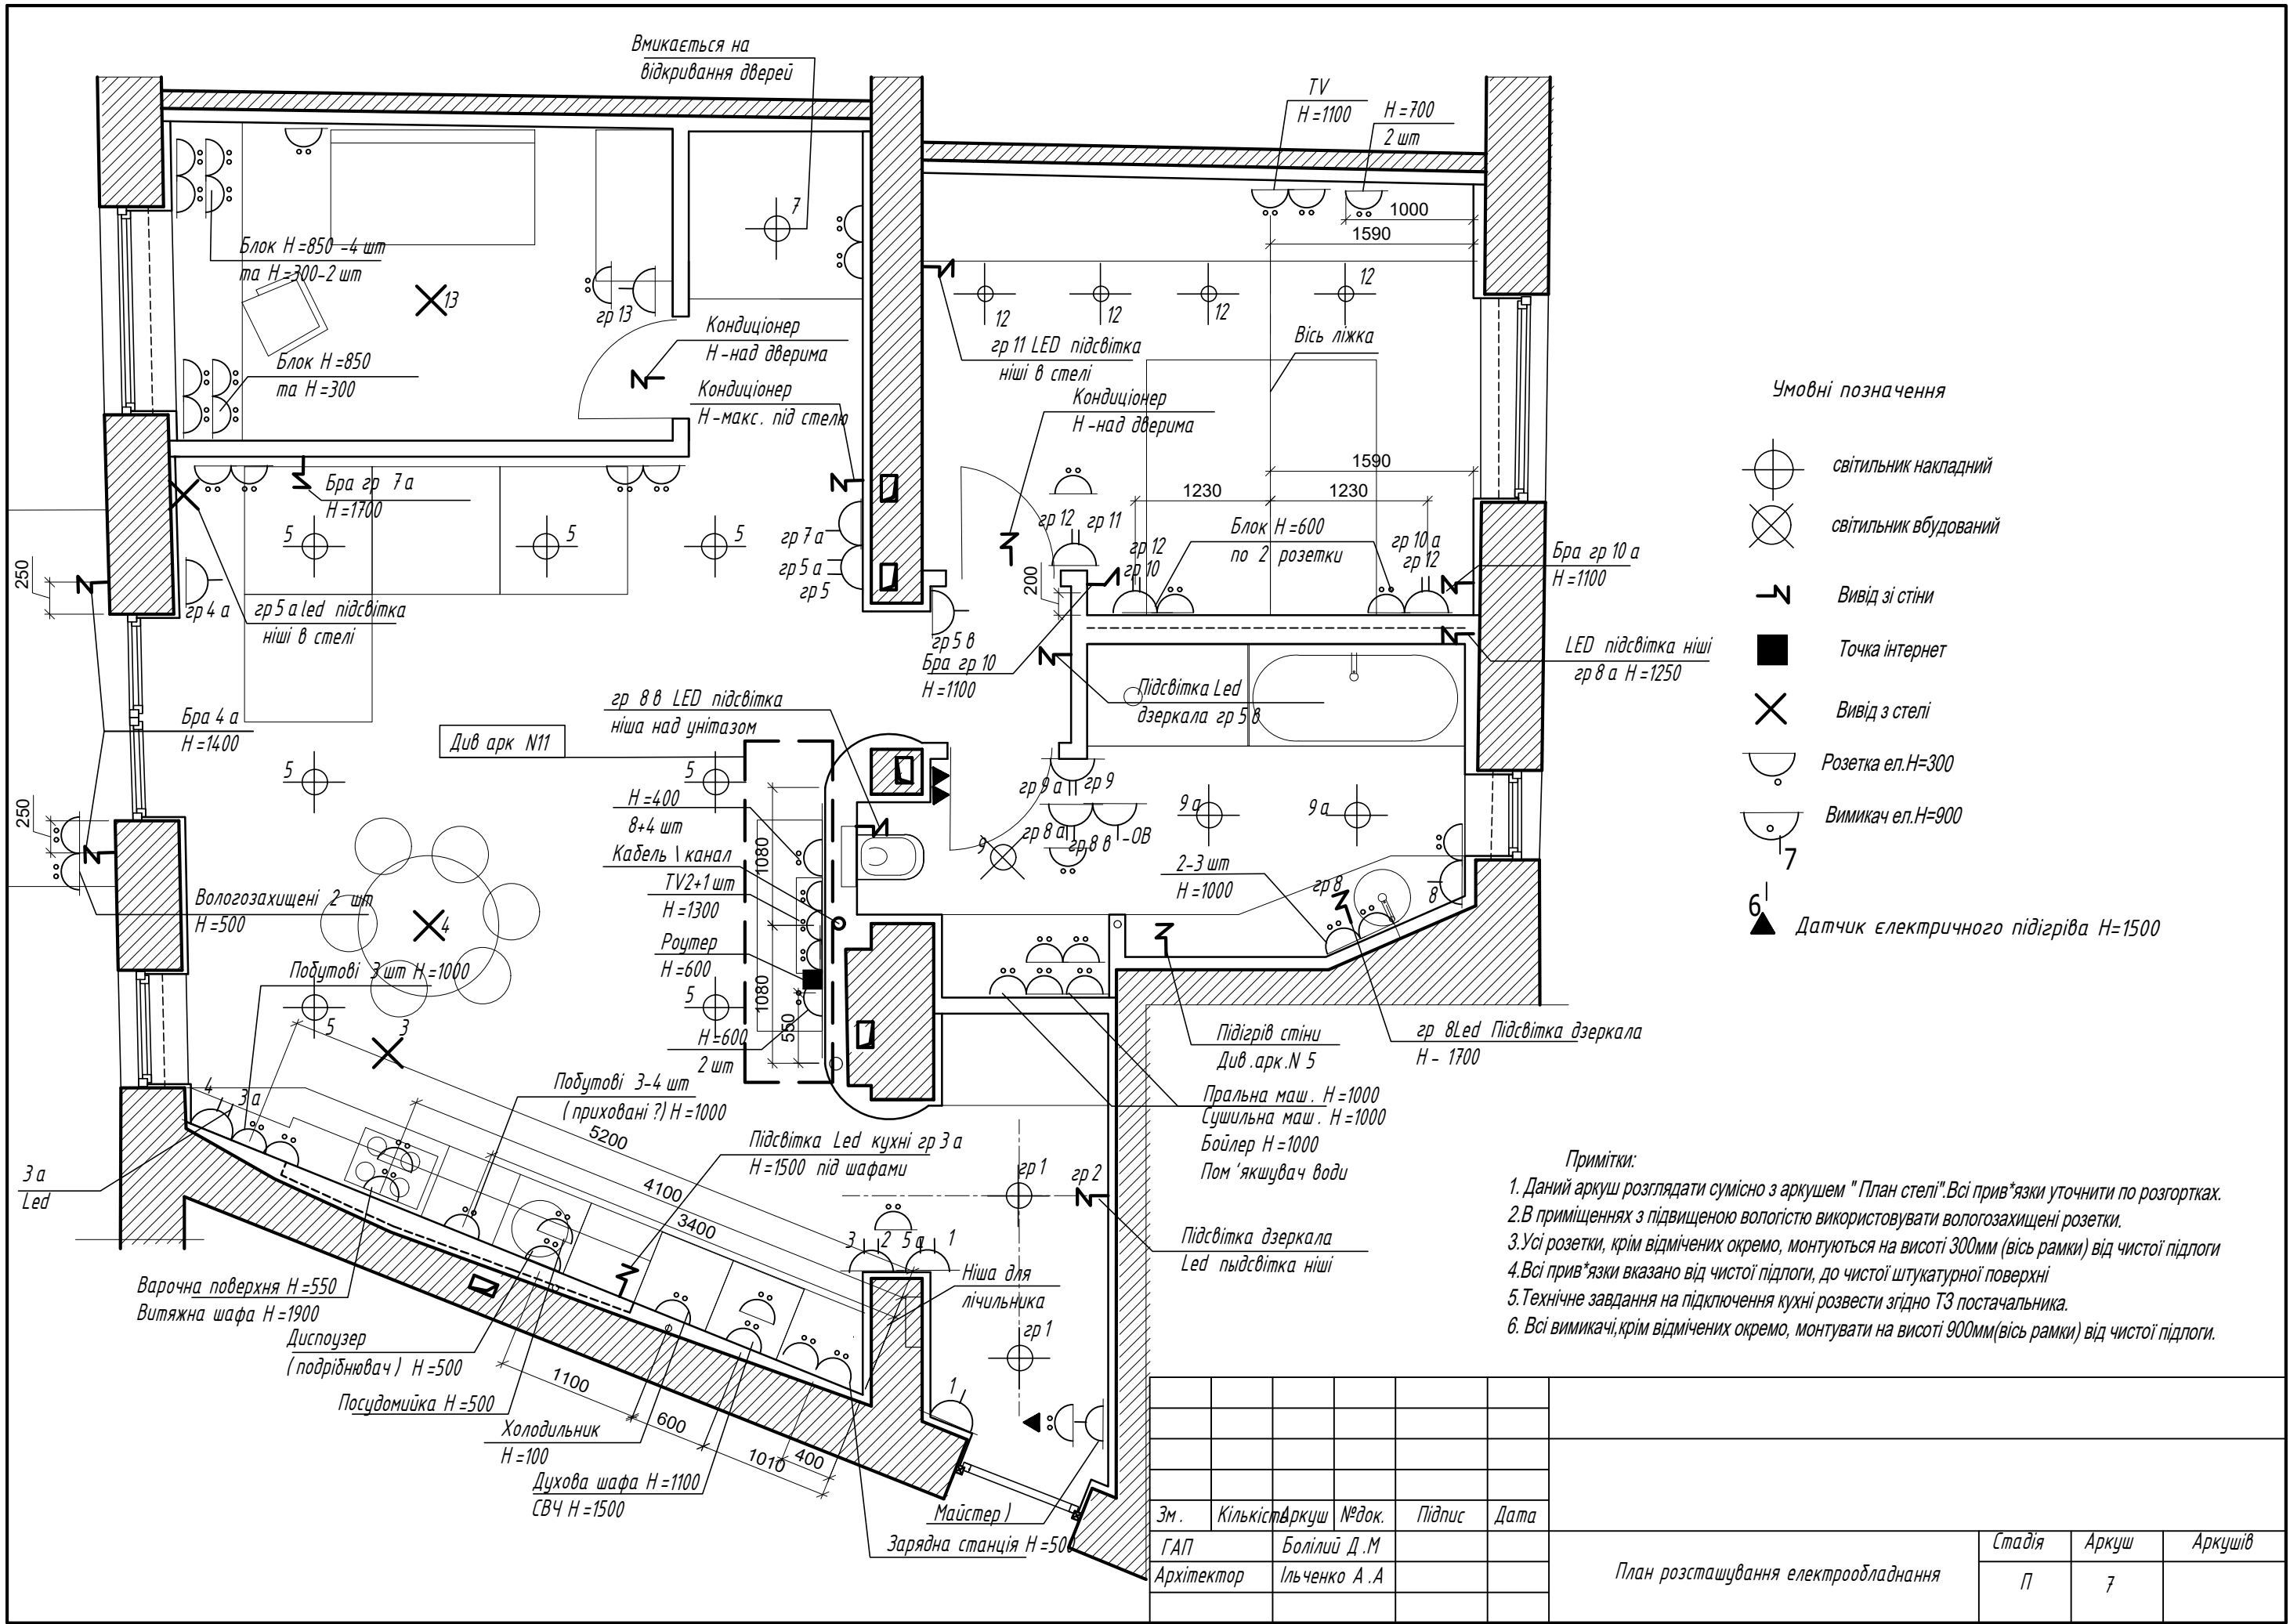 Вмикається на
відкривання дверей
TV
H =1100
H =700
2 шт
1000
1590
7
Блок H =850 -4 шт
та H =300-2 шт
13
гр 13
Блок H =850
та H =300
Кондиціонер
H -над дверима
Кондиціонер
H -макс. під стелю
12
12
12
12
гр 11 LED підсвітка
ніші в стелі
Вісь ліжка
Кондиціонер
H -над дверима
1590
1230
1230
Бра гр 7 а
H =1700
5
5
5
гр 7 а
гр 5 а
гр 5
гр 12
гр 11
гр 12
гр 10
Блок H =600
по 2 розетки
гр 10 а
гр 12
Бра гр 10 а
H =1100
200
250
гр 4 а
гр 5 а led підсвітка
ніші в стелі
гр 5 в
Бра гр 10
H =1100
LED підсвітка ніші
гр 8 а H =1250
Підсвітка Led
дзеркала гр 5 в
Бра 4 а
H =1400
гр 8 в LED підсвітка
ніша над унітазом
Див арк N11
5
5
гр 9 а
гр 9
9 а
9 а
250
H =400
8+4 шт
Кабель \ канал
TV2+1 шт
H =1300
Роутер
H =600
1080
1080
550
гр 8 а
гр 8 в -ОВ
9
2-3 шт
H =1000
гр 8
8
Вологозахищені 2 шт
H =500
4
Побутові 3 шт H =1000
5
3
5
H =600
2 шт
Підігрів стіни
Див .арк.N 5
гр 8Led Підсвітка дзеркала
H - 1700
Пральна маш . H =1000
Сушильна маш . H =1000
Бойлер H =1000
Пом 'якшувач води
4
3 а
3 а
Led
Побутові 3-4 шт
( приховані ?) H =1000
5200
4100
3400
Підсвітка Led кухні гр 3 а
H =1500 під шафами
гр 1
гр 2
Підсвітка дзеркала
Led пыдсвітка ніші
3
2
5 а
1
Ніша для
лічильника
гр 1
Варочна поверхня H =550
Витяжна шафа H =1900
Диспоузер
( подрібнювач ) H =500
Посудомийка H =500
Холодильник
H =100
Духова шафа H =1100
СВЧ H =1500
1100
600
1010
400
1
Майстер )
Зарядна станція H =500
Умовні позначення
світильник накладний
світильник вбудований
Вивід зі стіни
Точка інтернет
Вивід з стелі
Розетка ел.H=300
Вимикач ел.H=900
7
6
Датчик електричного підігріва H=1500
Примітки:
1. Даний аркуш розглядати сумісно з аркушем " План стелі".Всі прив*язки уточнити по розгортках.
2.В приміщеннях з підвищеною вологістю використовувати вологозахищені розетки.
3.Усі розетки, крім відмічених окремо, монтуються на висоті 300мм (вісь рамки) від чистої підлоги
4.Всі прив*язки вказано від чистої підлоги, до чистої штукатурної поверхні
5.Технічне завдання на підключення кухні розвести згідно ТЗ постачальника.
6. Всі вимикачі,крім відмічених окремо, монтувати на висоті 900мм(вісь рамки) від чистої підлоги.
Зм .
Кількість
Аркуш
№док.
Підпис
Дата
ГАП
Болілий Д .М
Архітектор
Ільченко А .А
План розсташування електрообладнання
Стадія
Аркуш
Аркушів
П
7